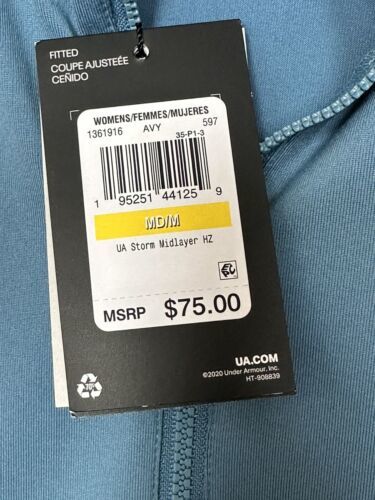 FITTED
COUPE AJUSTEÉE
CEÑIDO
WOMENS/FEMMES/MUJERES
1361916 AVY 597
35-P1-3
1 95251 44125 9
MD/M
UA Storm Midlayer HZ
MSRP $75.00
70%
UA.COM
©2020 Under Armour, Inc.
HT-908839